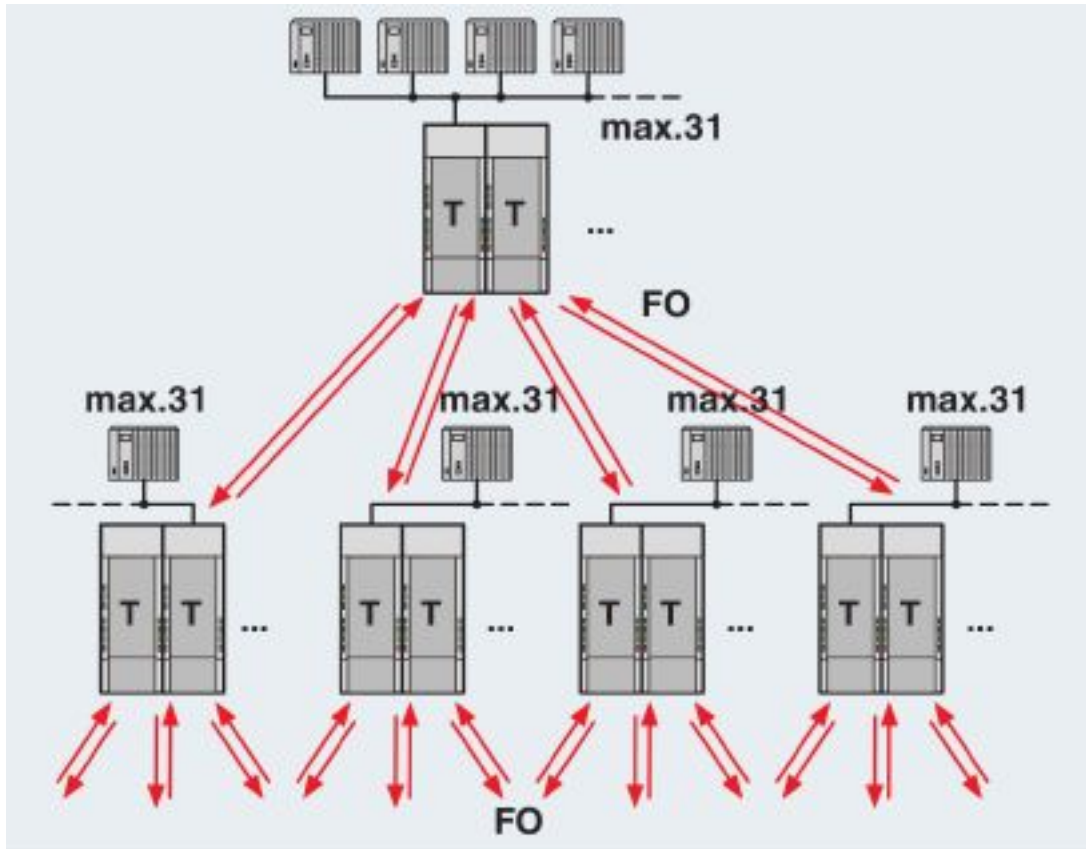 max.31
T T ...
FO
max.31 max.31 max.31 max.31
T T ... T T ... T T ... T T ...
FO